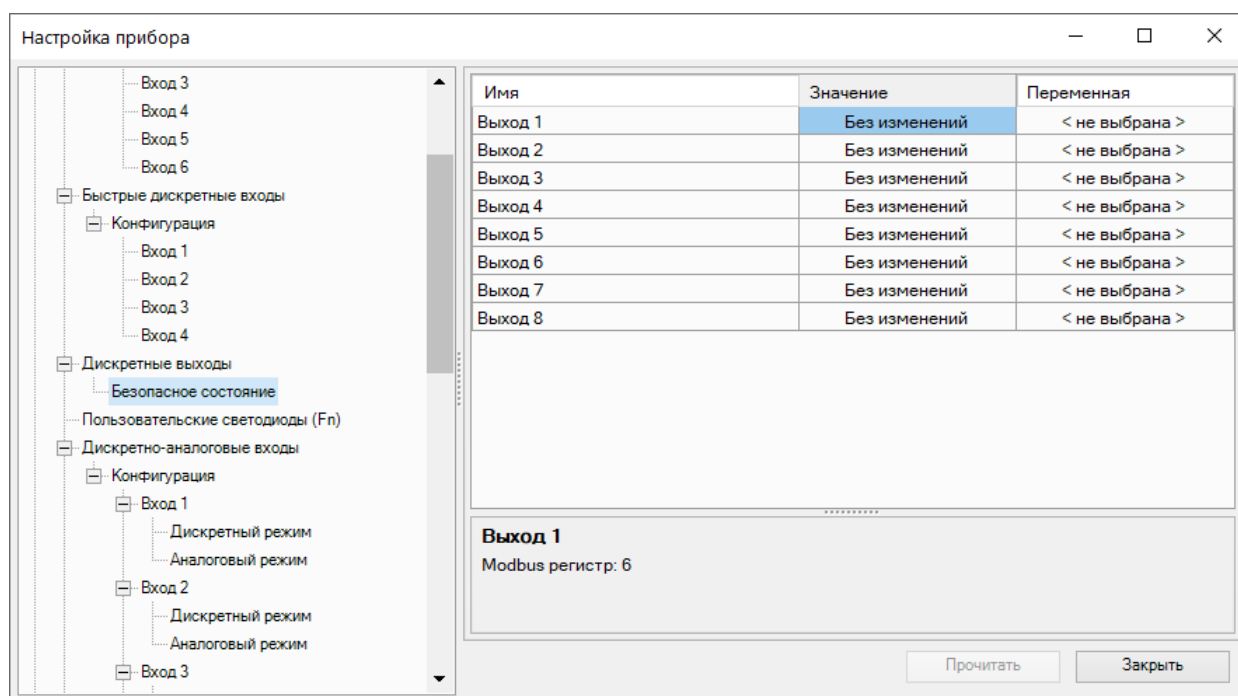 Настройка прибора
Вход 3
Вход 4
Вход 5
Вход 6
Быстрые дискретные входы
Конфигурация
Вход 1
Вход 2
Вход 3
Вход 4
Дискретные выходы
Безопасное состояние
Пользовательские светодиоды (Fn)
Дискретно-аналоговые входы
Конфигурация
Вход 1
Дискретный режим
Аналоговый режим
Вход 2
Дискретный режим
Аналоговый режим
Вход 3
Имя Значение Переменная
Выход 1 Без изменений < не выбрана >
Выход 2 Без изменений < не выбрана >
Выход 3 Без изменений < не выбрана >
Выход 4 Без изменений < не выбрана >
Выход 5 Без изменений < не выбрана >
Выход 6 Без изменений < не выбрана >
Выход 7 Без изменений < не выбрана >
Выход 8 Без изменений < не выбрана >
Выход 1
Modbus регистр: 6
Прочитать Закрыть